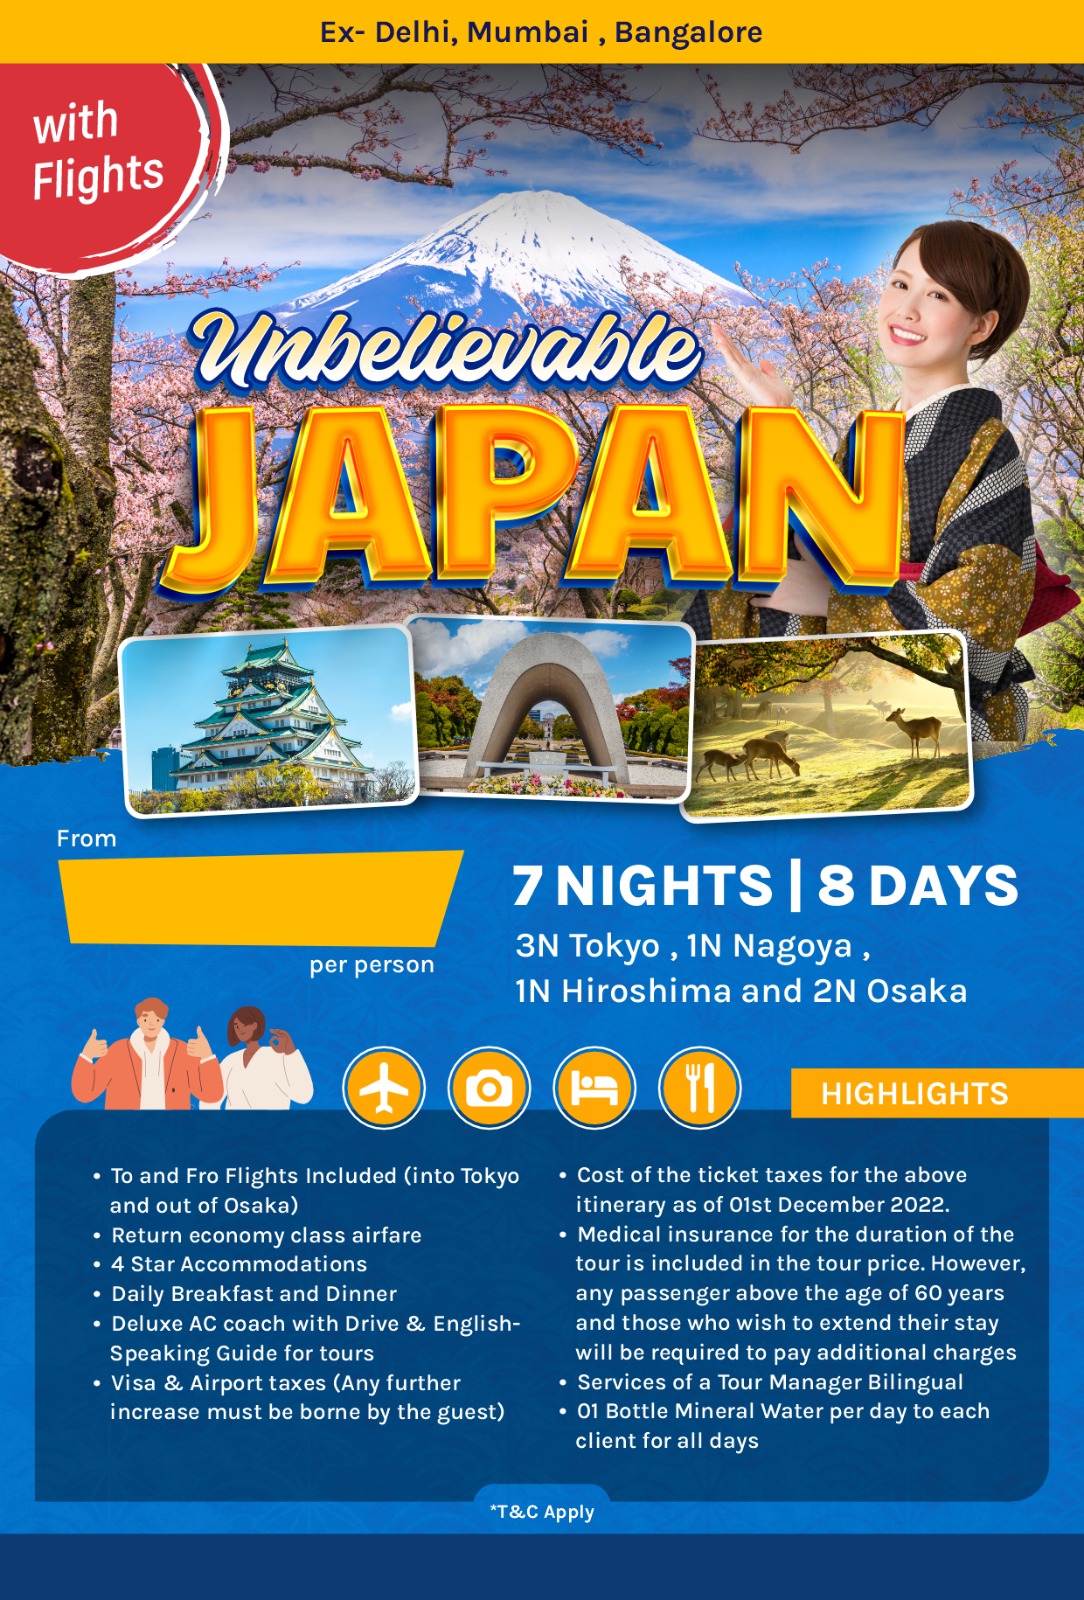 Ex- Delhi, Mumbai , Bangalore
with
Flights
Unbelievable
JAPAN
From
per person
7 NIGHTS | 8 DAYS
3N Tokyo , 1N Nagoya ,
1N Hiroshima and 2N Osaka
HIGHLIGHTS
• To and Fro Flights Included (into Tokyo
and out of Osaka)
• Return economy class airfare
• 4 Star Accommodations
• Daily Breakfast and Dinner
• Deluxe AC coach with Drive & English-
Speaking Guide for tours
• Visa & Airport taxes (Any further
increase must be borne by the guest)
• Cost of the ticket taxes for the above
itinerary as of 01st December 2022.
• Medical insurance for the duration of the
tour is included in the tour price. However,
any passenger above the age of 60 years
and those who wish to extend their stay
will be required to pay additional charges
• Services of a Tour Manager Bilingual
• 01 Bottle Mineral Water per day to each
client for all days
*T&C Apply